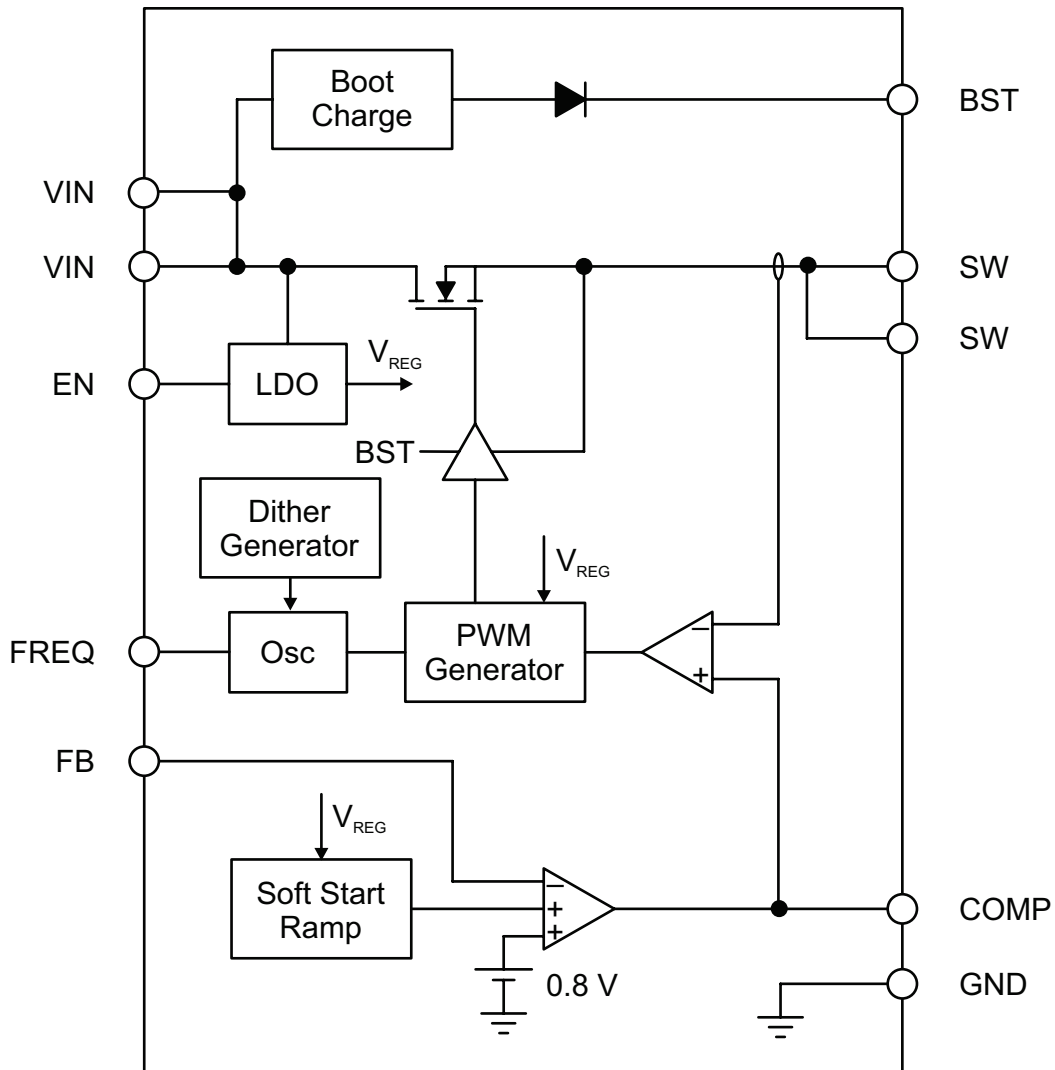 Boot
Charge
BST
VIN
VIN
SW
SW
EN
LDO
VREG
BST
Dither
Generator
VREG
FREQ
Osc
PWM
Generator
−
+
FB
VREG
Soft Start
Ramp
−
+
+
0.8 V
COMP
GND